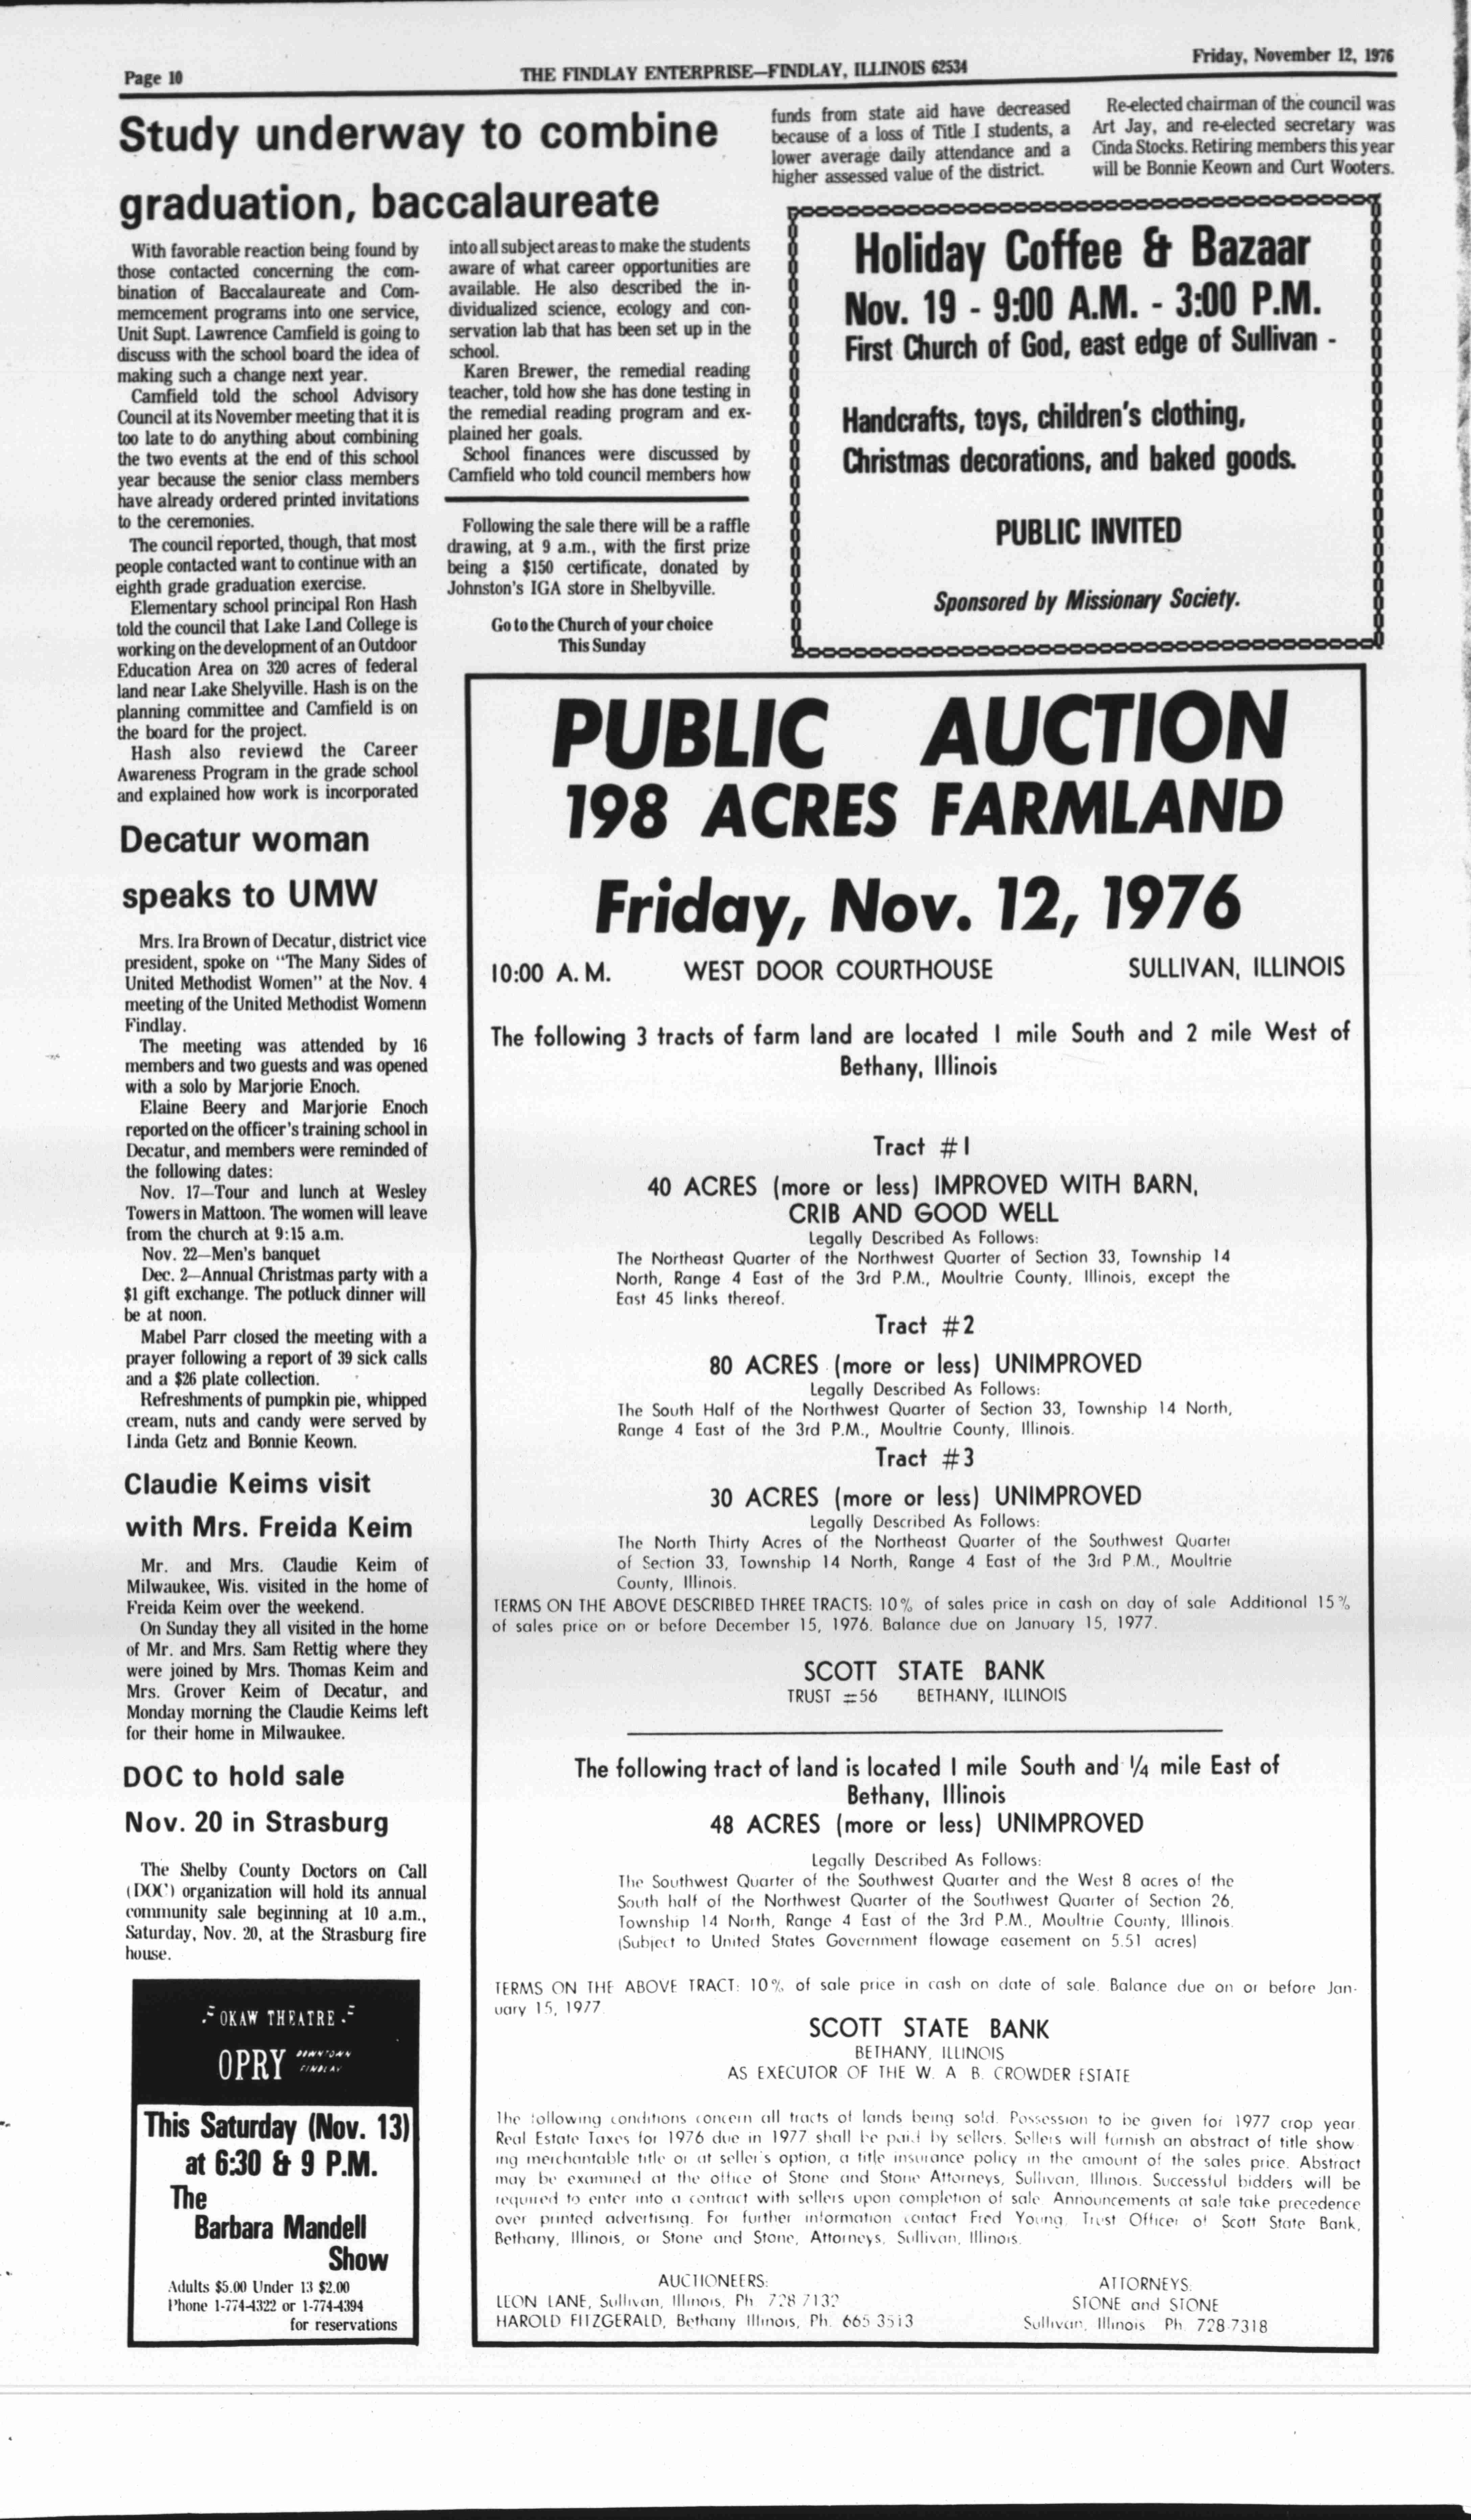 Page 10
THE FINDLAY ENTERPRISE—FINDLAY, ILLINOIS 62534
Friday, November 12, 1976
Study underway to combine
graduation, baccalaureate
With favorable reaction being found by
those contacted concerning the com-
bination of Baccalaureate and Com-
memcement programs into one service,
Unit Supt. Lawrence Camfield is going to
discuss with the school board the idea of
making such a change next year.
Camfield told the school Advisory
Council at its November meeting that it is
too late to do anything about combining
the two events at the end of this school
year because the senior class members
have already ordered printed invitations
to the ceremonies.
The council reported, though, that most
people contacted want to continue with an
eighth grade graduation exercise.
Elementary school principal Ron Hash
told the council that Lake Land College is
working on the development of an Outdoor
Education Area on 320 acres of federal
land near Lake Shelyville. Hash is on the
planning committee and Camfield is on
the board for the project.
Hash also reviewd the Career
Awareness Program in the grade school
and explained how work is incorporated
into all subject areas to make the students
aware of what career opportunities are
available. He also described the in-
dividualized science, ecology and con-
servation lab that has been set up in the
school.
Karen Brewer, the remedial reading
teacher, told how she has done testing in
the remedial reading program and ex-
plained her goals.
School finances were discussed by
Camfield who told council members how
funds from state aid have decreased
because of a loss of Title I students, a
lower average daily attendance and a
higher assessed value of the district.
Re-elected chairman of the council was
Art Jay, and re-elected secretary was
Cinda Stocks. Retiring members this year
will be Bonnie Keown and Curt Wooters.
Following the sale there will be a raffle
drawing, at 9 a.m., with the first prize
being a $150 certificate, donated by
Johnston's IGA store in Shelbyville.
Go to the Church of your choice
This Sunday
Holiday Coffee & Bazaar
Nov. 19 - 9:00 A.M. - 3:00 P.M.
First Church of God, east edge of Sullivan -
Handcrafts, toys, children's clothing,
Christmas decorations, and baked goods.
PUBLIC INVITED
Sponsored by Missionary Society.
Decatur woman
speaks to UMW
Mrs. Ira Brown of Decatur, district vice
president, spoke on "The Many Sides of
United Methodist Women" at the Nov. 4
meeting of the United Methodist Womenn
Findlay.
The meeting was attended by 16
members and two guests and was opened
with a solo by Marjorie Enoch.
Elaine Beery and Marjorie Enoch
reported on the officer's training school in
Decatur, and members were reminded of
the following dates:
Nov. 17—Tour and lunch at Wesley
Towers in Mattoon. The women will leave
from the church at 9:15 a.m.
Nov. 22—Men's banquet
Dec. 2—Annual Christmas party with a
$1 gift exchange. The potluck dinner will
be at noon.
Mabel Parr closed the meeting with a
prayer following a report of 39 sick calls
and a $26 plate collection.
Refreshments of pumpkin pie, whipped
cream, nuts and candy were served by
Linda Getz and Bonnie Keown.
Claudie Keims visit
with Mrs. Freida Keim
Mr. and Mrs. Claudie Keim of
Milwaukee, Wis. visited in the home of
Freida Keim over the weekend.
On Sunday they all visited in the home
of Mr. and Mrs. Sam Rettig where they
were joined by Mrs. Thomas Keim and
Mrs. Grover Keim of Decatur, and
Monday morning the Claudie Keims left
for their home in Milwaukee.
DOC to hold sale
Nov. 20 in Strasburg
The Shelby County Doctors on Call
(DOC) organization will hold its annual
community sale beginning at 10 a.m.,
Saturday, Nov. 20, at the Strasburg fire
house.
OKAW THEATRE
OPRY DOWNTOWN
FINDLAY
This Saturday (Nov. 13)
at 6:30 & 9 P.M.
The
Barbara Mandell
Show
Adults $5.00 Under 13 $2.00
Phone 1-774-4322 or 1-774-4394
for reservations
PUBLIC AUCTION
198 ACRES FARMLAND
Friday, Nov. 12, 1976
10:00 A.M. WEST DOOR COURTHOUSE SULLIVAN, ILLINOIS
The following 3 tracts of farm land are located 1 mile South and 2 mile West of
Bethany, Illinois
Tract #1
40 ACRES (more or less) IMPROVED WITH BARN,
CRIB AND GOOD WELL
Legally Described As Follows:
The Northeast Quarter of the Northwest Quarter of Section 33, Township 14
North, Range 4 East of the 3rd P.M., Moultrie County, Illinois, except the
East 45 links thereof.
Tract #2
80 ACRES (more or less) UNIMPROVED
Legally Described As Follows:
The South Half of the Northwest Quarter of Section 33, Township 14 North,
Range 4 East of the 3rd P.M., Moultrie County, Illinois.
Tract #3
30 ACRES (more or less) UNIMPROVED
Legally Described As Follows:
The North Thirty Acres of the Northeast Quarter of the Southwest Quarter
of Section 33, Township 14 North, Range 4 East of the 3rd P.M., Moultrie
County, Illinois.
TERMS ON THE ABOVE DESCRIBED THREE TRACTS: 10% of sales price in cash on day of sale Additional 15%
of sales price on or before December 15, 1976. Balance due on January 15, 1977.
SCOTT STATE BANK
TRUST #56 BETHANY, ILLINOIS
The following tract of land is located 1 mile South and 1/4 mile East of
Bethany, Illinois
48 ACRES (more or less) UNIMPROVED
Legally Described As Follows:
The Southwest Quarter of the Southwest Quarter and the West 8 acres of the
South half of the Northwest Quarter of the Southwest Quarter of Section 26,
Township 14 North, Range 4 East of the 3rd P.M., Moultrie County, Illinois.
(Subject to United States Government flowage easement on 5.51 acres)
TERMS ON THE ABOVE TRACT: 10% of sale price in cash on date of sale. Balance due on or before Jan-
uary 15, 1977.
SCOTT STATE BANK
BETHANY, ILLINOIS
AS EXECUTOR OF THE W. A. B. CROWDER ESTATE
The following conditions concern all tracts of lands being sold. Possession to be given for 1977 crop year.
Real Estate Taxes for 1976 due in 1977 shall be paid by sellers. Sellers will furnish an abstract of title show-
ing merchantable title or at seller's option, a title insurance policy in the amount of the sales price. Abstract
may be examined at the office of Stone and Stone Attorneys, Sullivan, Illinois. Successful bidders will be
required to enter into a contract with sellers upon completion of sale. Announcements at sale take precedence
over printed advertising. For further information contact Fred Young, Trust Officer of Scott State Bank,
Bethany, Illinois, or Stone and Stone, Attorneys, Sullivan, Illinois.
AUCTIONEERS:
LEON LANE, Sullivan, Illinois, Ph. 728-7132
HAROLD FITZGERALD, Bethany Illinois, Ph. 665-3513
ATTORNEYS:
STONE and STONE
Sullivan, Illinois Ph. 728-7318